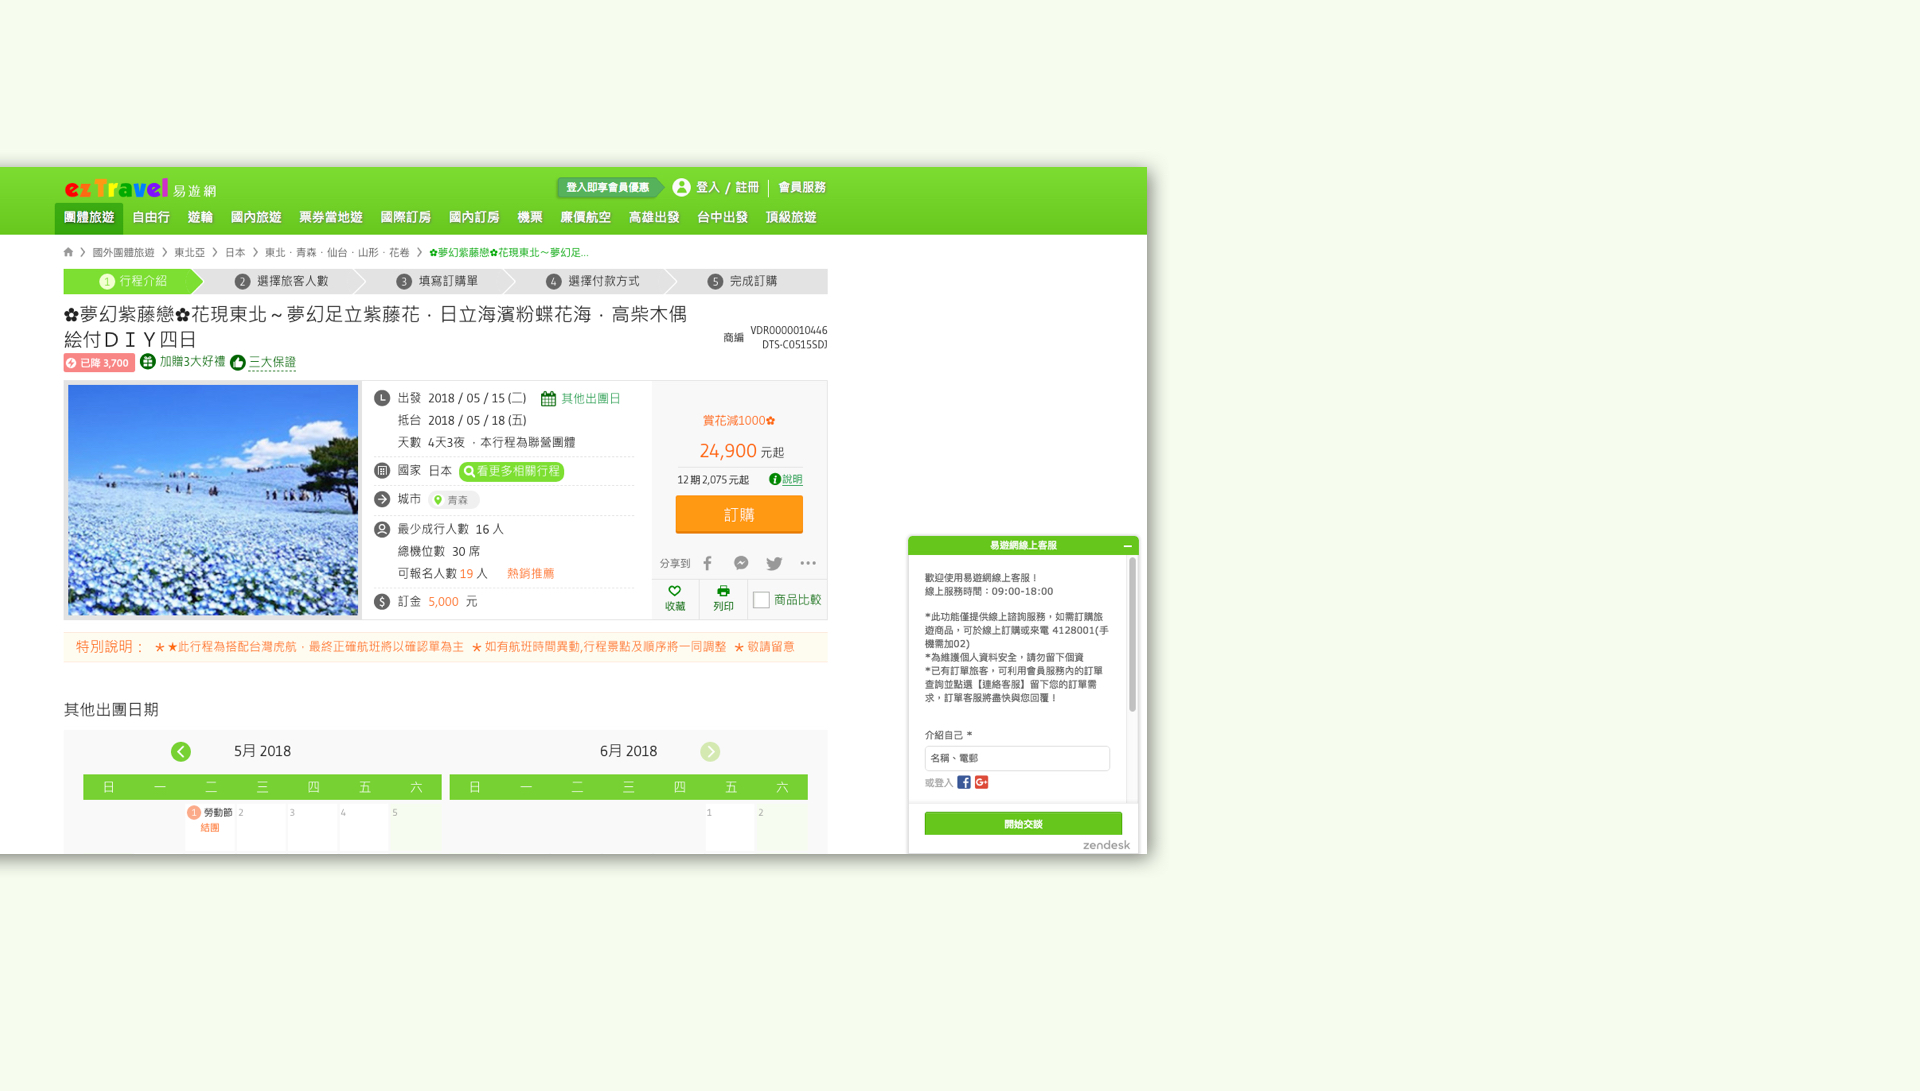 ezTravel 易遊網
登入即享會員優惠 登入 / 註冊 會員服務
團體旅遊 自由行 遊輪 國內旅遊 票券當地遊 國際訂房 國內訂房 機票 廉價航空 高雄出發 台中出發 頂級旅遊
國外團體旅遊 東北亞 日本 東北．青森．仙台．山形．花卷 ✿夢幻紫藤戀✿花現東北～夢幻足...
1 行程介紹 2 選擇旅客人數 3 填寫訂購單 4 選擇付款方式 5 完成訂購
✿夢幻紫藤戀✿花現東北～夢幻足立紫藤花．日立海濱粉蝶花海．高柴木偶
絵付ＤＩＹ四日
商編 VDR0000010446
DTS-C0515SDJ
已降 3,700 加贈3大好禮 三大保證
出發 2018 / 05 / 15 (二) 其他出團日
抵台 2018 / 05 / 18 (五)
天數 4天3夜 ．本行程為聯營團體
國家 日本 看更多相關行程
城市 青森
最少成行人數 16 人
總機位數 30 席
可報名人數 19 人 熱銷推薦
訂金 5,000 元
賞花減1000✿
24,900 元起
12期2,075元起 說明
訂購
分享到
收藏 列印 商品比較
特別說明： ＊★此行程為搭配台灣虎航．最終正確航班將以確認單為主 ＊如有航班時間異動,行程景點及順序將一同調整 ＊敬請留意
其他出團日期
5月 2018 6月 2018
日 一 二 三 四 五 六 日 一 二 三 四 五 六
1 勞動節 2 3 4 5 1 2
結團
易遊網線上客服
歡迎使用易遊網線上客服！
線上服務時間：09:00-18:00
*此功能僅提供線上諮詢服務，如需訂購旅
遊商品，可於線上訂購或來電 4128001(手
機需加02)
*為維護個人資料安全，請勿留下個資
*已有訂單旅客，可利用會員服務內的訂單
查詢並點選【連絡客服】留下您的訂單需
求，訂單客服將盡快與您回覆！
介紹自己 *
名稱、電郵
或登入
開始交談
zendesk